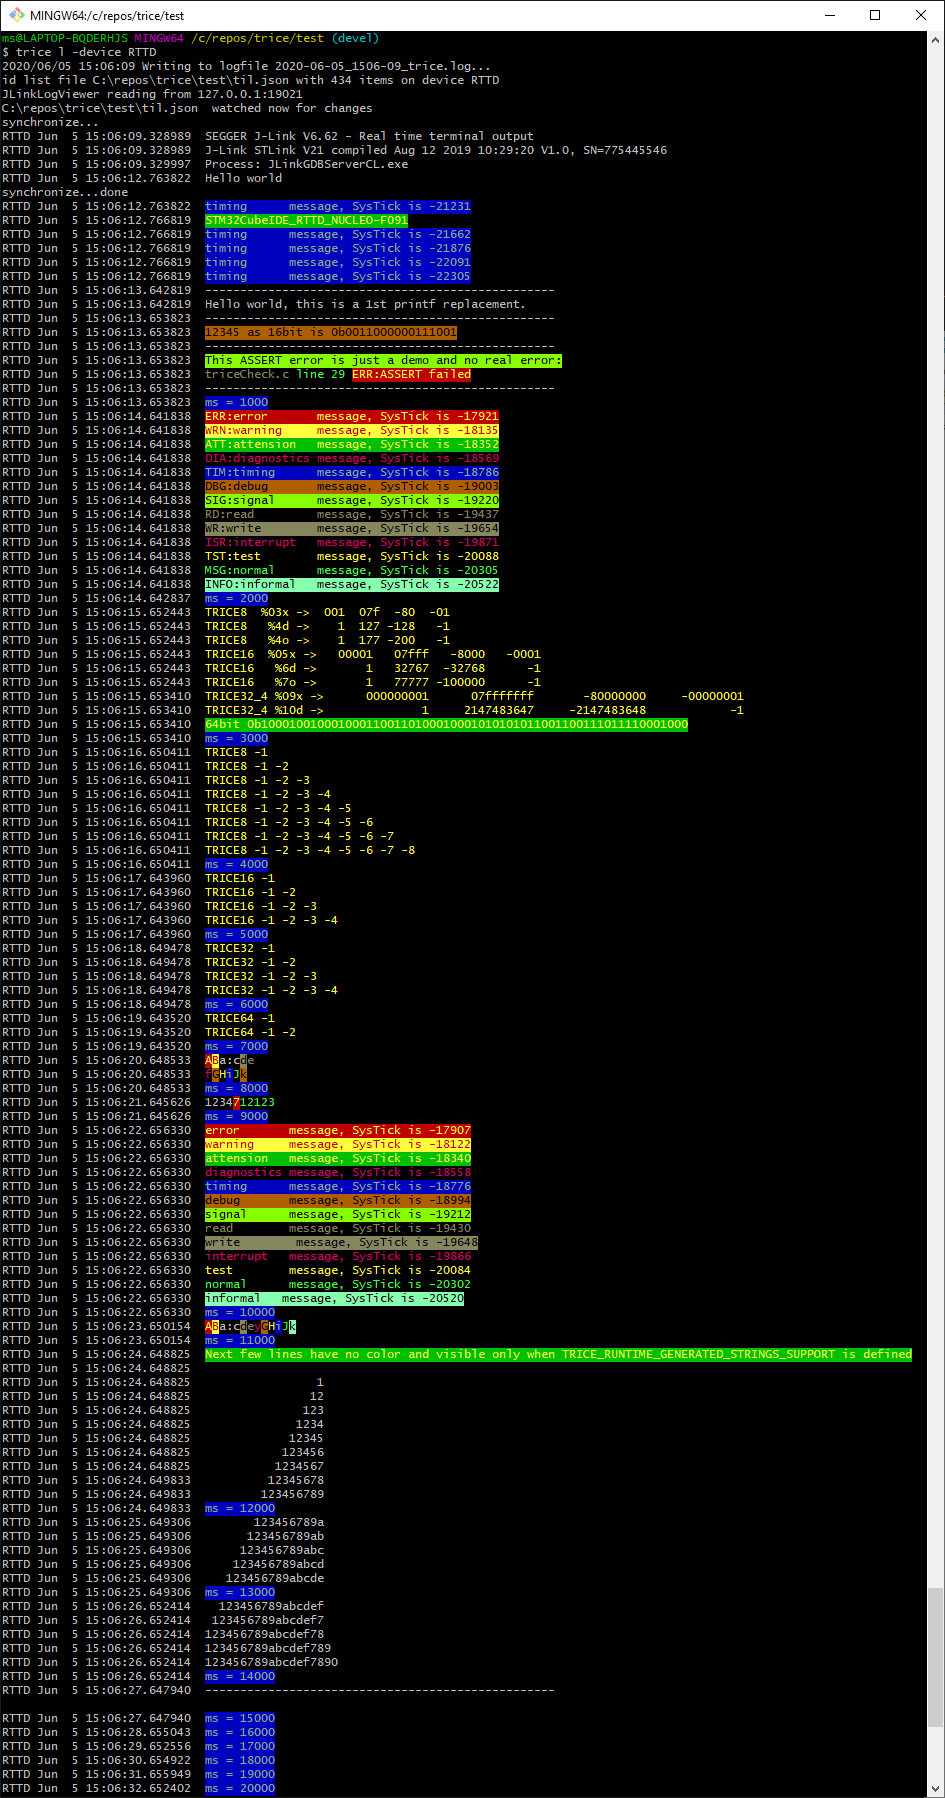 MINGW64:/c/repos/trice/test
ms@LAPTOP-BQDERHJS MINGW64 /c/repos/trice/test (devel)
$ trice l -device RTTD
2020/06/05 15:06:09 Writing to logfile 2020-06-05_1506-09_trice.log...
id list file C:\repos\trice\test\til.json with 434 items on device RTTD
JLinkLogViewer reading from 127.0.0.1:19021
C:\repos\trice\test\til.json  watched now for changes
synchronize...
RTTD Jun  5 15:06:09.328989  SEGGER J-Link V6.62 - Real time terminal output
RTTD Jun  5 15:06:09.328989  J-Link STLink V21 compiled Aug 12 2019 10:29:20 V1.0, SN=775445546
RTTD Jun  5 15:06:09.329997  Process: JLinkGDBServerCL.exe
RTTD Jun  5 15:06:12.763822  Hello world
synchronize...done
RTTD Jun  5 15:06:12.763822  timing      message, SysTick is -21231
RTTD Jun  5 15:06:12.766819  STM32CubeIDE_RTTD_NUCLEO-F091
RTTD Jun  5 15:06:12.766819  timing      message, SysTick is -21662
RTTD Jun  5 15:06:12.766819  timing      message, SysTick is -21876
RTTD Jun  5 15:06:12.766819  timing      message, SysTick is -22091
RTTD Jun  5 15:06:12.766819  timing      message, SysTick is -22305
RTTD Jun  5 15:06:13.642819  --------------------------------------------------
RTTD Jun  5 15:06:13.642819  Hello world, this is a 1st printf replacement.
RTTD Jun  5 15:06:13.653823  --------------------------------------------------
RTTD Jun  5 15:06:13.653823  12345 as 16bit is 0b0011000000111001
RTTD Jun  5 15:06:13.653823  --------------------------------------------------
RTTD Jun  5 15:06:13.653823  This ASSERT error is just a demo and no real error:
RTTD Jun  5 15:06:13.653823  triceCheck.c line 29 ERR:ASSERT failed
RTTD Jun  5 15:06:13.653823  --------------------------------------------------
RTTD Jun  5 15:06:13.653823  ms = 1000
RTTD Jun  5 15:06:14.641838  ERR:error       message, SysTick is -17921
RTTD Jun  5 15:06:14.641838  WRN:warning     message, SysTick is -18135
RTTD Jun  5 15:06:14.641838  ATT:attension   message, SysTick is -18352
RTTD Jun  5 15:06:14.641838  DIA:diagnostics message, SysTick is -18569
RTTD Jun  5 15:06:14.641838  TIM:timing      message, SysTick is -18786
RTTD Jun  5 15:06:14.641838  DBG:debug       message, SysTick is -19003
RTTD Jun  5 15:06:14.641838  SIG:signal      message, SysTick is -19220
RTTD Jun  5 15:06:14.641838  RD:read         message, SysTick is -19437
RTTD Jun  5 15:06:14.641838  WR:write        message, SysTick is -19654
RTTD Jun  5 15:06:14.641838  ISR:interrupt   message, SysTick is -19871
RTTD Jun  5 15:06:14.641838  TST:test        message, SysTick is -20088
RTTD Jun  5 15:06:14.641838  MSG:normal      message, SysTick is -20305
RTTD Jun  5 15:06:14.641838  INFO:informal   message, SysTick is -20522
RTTD Jun  5 15:06:15.642837  ms = 2000
RTTD Jun  5 15:06:15.652443  TRICE8  %03x ->  001  07f  -80  -01
RTTD Jun  5 15:06:15.652443  TRICE8   %4d ->    1  127 -128   -1
RTTD Jun  5 15:06:15.652443  TRICE8   %4o ->    1  177 -200   -1
RTTD Jun  5 15:06:15.652443  TRICE16  %05x ->   00001   07fff   -8000   -0001
RTTD Jun  5 15:06:15.652443  TRICE16   %6d ->       1   32767  -32768      -1
RTTD Jun  5 15:06:15.652443  TRICE16   %7o ->       1   77777 -100000      -1
RTTD Jun  5 15:06:15.653410  TRICE32_4 %09x ->      000000001      07fffffff       -80000000     -00000001
RTTD Jun  5 15:06:15.653410  TRICE32_4 %10d ->              1     2147483647     -2147483648            -1
RTTD Jun  5 15:06:15.653410  64bit 0b1000100100010001100110100010001010101011001100111011110001000
RTTD Jun  5 15:06:15.653410  ms = 3000
RTTD Jun  5 15:06:16.650411  TRICE8 -1
RTTD Jun  5 15:06:16.650411  TRICE8 -1 -2
RTTD Jun  5 15:06:16.650411  TRICE8 -1 -2 -3
RTTD Jun  5 15:06:16.650411  TRICE8 -1 -2 -3 -4
RTTD Jun  5 15:06:16.650411  TRICE8 -1 -2 -3 -4 -5
RTTD Jun  5 15:06:16.650411  TRICE8 -1 -2 -3 -4 -5 -6
RTTD Jun  5 15:06:16.650411  TRICE8 -1 -2 -3 -4 -5 -6 -7
RTTD Jun  5 15:06:16.650411  TRICE8 -1 -2 -3 -4 -5 -6 -7 -8
RTTD Jun  5 15:06:16.650411  ms = 4000
RTTD Jun  5 15:06:17.643960  TRICE16 -1
RTTD Jun  5 15:06:17.643960  TRICE16 -1 -2
RTTD Jun  5 15:06:17.643960  TRICE16 -1 -2 -3
RTTD Jun  5 15:06:17.643960  TRICE16 -1 -2 -3 -4
RTTD Jun  5 15:06:17.643960  ms = 5000
RTTD Jun  5 15:06:18.649478  TRICE32 -1
RTTD Jun  5 15:06:18.649478  TRICE32 -1 -2
RTTD Jun  5 15:06:18.649478  TRICE32 -1 -2 -3
RTTD Jun  5 15:06:18.649478  TRICE32 -1 -2 -3 -4
RTTD Jun  5 15:06:18.649478  ms = 6000
RTTD Jun  5 15:06:19.643520  TRICE64 -1
RTTD Jun  5 15:06:19.643520  TRICE64 -1 -2
RTTD Jun  5 15:06:19.643520  ms = 7000
RTTD Jun  5 15:06:20.648533  ABa:cde
RTTD Jun  5 15:06:20.648533  fGHiJk
RTTD Jun  5 15:06:20.648533  ms = 8000
RTTD Jun  5 15:06:21.645626  1234712123
RTTD Jun  5 15:06:21.645626  ms = 9000
RTTD Jun  5 15:06:22.656330  error       message, SysTick is -17907
RTTD Jun  5 15:06:22.656330  warning     message, SysTick is -18122
RTTD Jun  5 15:06:22.656330  attension   message, SysTick is -18340
RTTD Jun  5 15:06:22.656330  diagnostics message, SysTick is -18558
RTTD Jun  5 15:06:22.656330  timing      message, SysTick is -18776
RTTD Jun  5 15:06:22.656330  debug       message, SysTick is -18994
RTTD Jun  5 15:06:22.656330  signal      message, SysTick is -19212
RTTD Jun  5 15:06:22.656330  read        message, SysTick is -19430
RTTD Jun  5 15:06:22.656330  write        message, SysTick is -19648
RTTD Jun  5 15:06:22.656330  interrupt   message, SysTick is -19866
RTTD Jun  5 15:06:22.656330  test        message, SysTick is -20084
RTTD Jun  5 15:06:22.656330  normal      message, SysTick is -20302
RTTD Jun  5 15:06:22.656330  informal   message, SysTick is -20520
RTTD Jun  5 15:06:22.656330  ms = 10000
RTTD Jun  5 15:06:23.650154  ABa:cdeyGHiJk
RTTD Jun  5 15:06:23.650154  ms = 11000
RTTD Jun  5 15:06:24.648825  Next few lines have no color and visible only when TRICE_RUNTIME_GENERATED_STRINGS_SUPPORT is defined
RTTD Jun  5 15:06:24.648825
RTTD Jun  5 15:06:24.648825                  1
RTTD Jun  5 15:06:24.648825                 12
RTTD Jun  5 15:06:24.648825                123
RTTD Jun  5 15:06:24.648825               1234
RTTD Jun  5 15:06:24.648825              12345
RTTD Jun  5 15:06:24.648825             123456
RTTD Jun  5 15:06:24.648825            1234567
RTTD Jun  5 15:06:24.649833           12345678
RTTD Jun  5 15:06:24.649833          123456789
RTTD Jun  5 15:06:24.649833  ms = 12000
RTTD Jun  5 15:06:25.649306         123456789a
RTTD Jun  5 15:06:25.649306        123456789ab
RTTD Jun  5 15:06:25.649306       123456789abc
RTTD Jun  5 15:06:25.649306      123456789abcd
RTTD Jun  5 15:06:25.649306     123456789abcde
RTTD Jun  5 15:06:25.649306  ms = 13000
RTTD Jun  5 15:06:26.652414    123456789abcdef
RTTD Jun  5 15:06:26.652414   123456789abcdef7
RTTD Jun  5 15:06:26.652414  123456789abcdef78
RTTD Jun  5 15:06:26.652414  123456789abcdef789
RTTD Jun  5 15:06:26.652414  123456789abcdef7890
RTTD Jun  5 15:06:26.652414  ms = 14000
RTTD Jun  5 15:06:27.647940  --------------------------------------------------
RTTD Jun  5 15:06:27.647940  ms = 15000
RTTD Jun  5 15:06:28.655043  ms = 16000
RTTD Jun  5 15:06:29.652556  ms = 17000
RTTD Jun  5 15:06:30.654922  ms = 18000
RTTD Jun  5 15:06:31.655949  ms = 19000
RTTD Jun  5 15:06:32.652402  ms = 20000